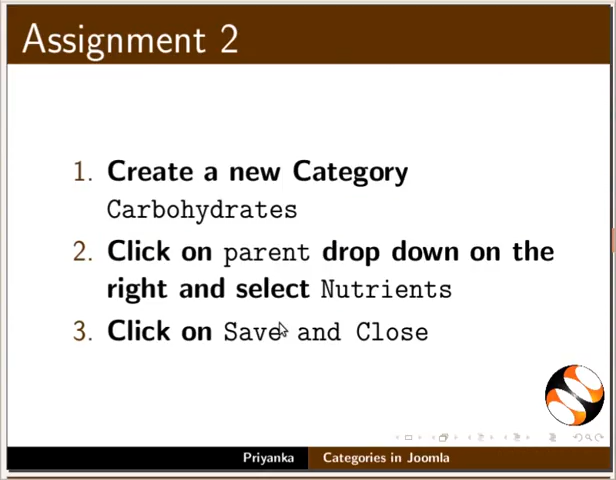 Assignment 2
1. Create a new Category
Carbohydrates
2. Click on parent drop down on the
right and select Nutrients
3. Click on Save and Close
Priyanka Categories in Joomla